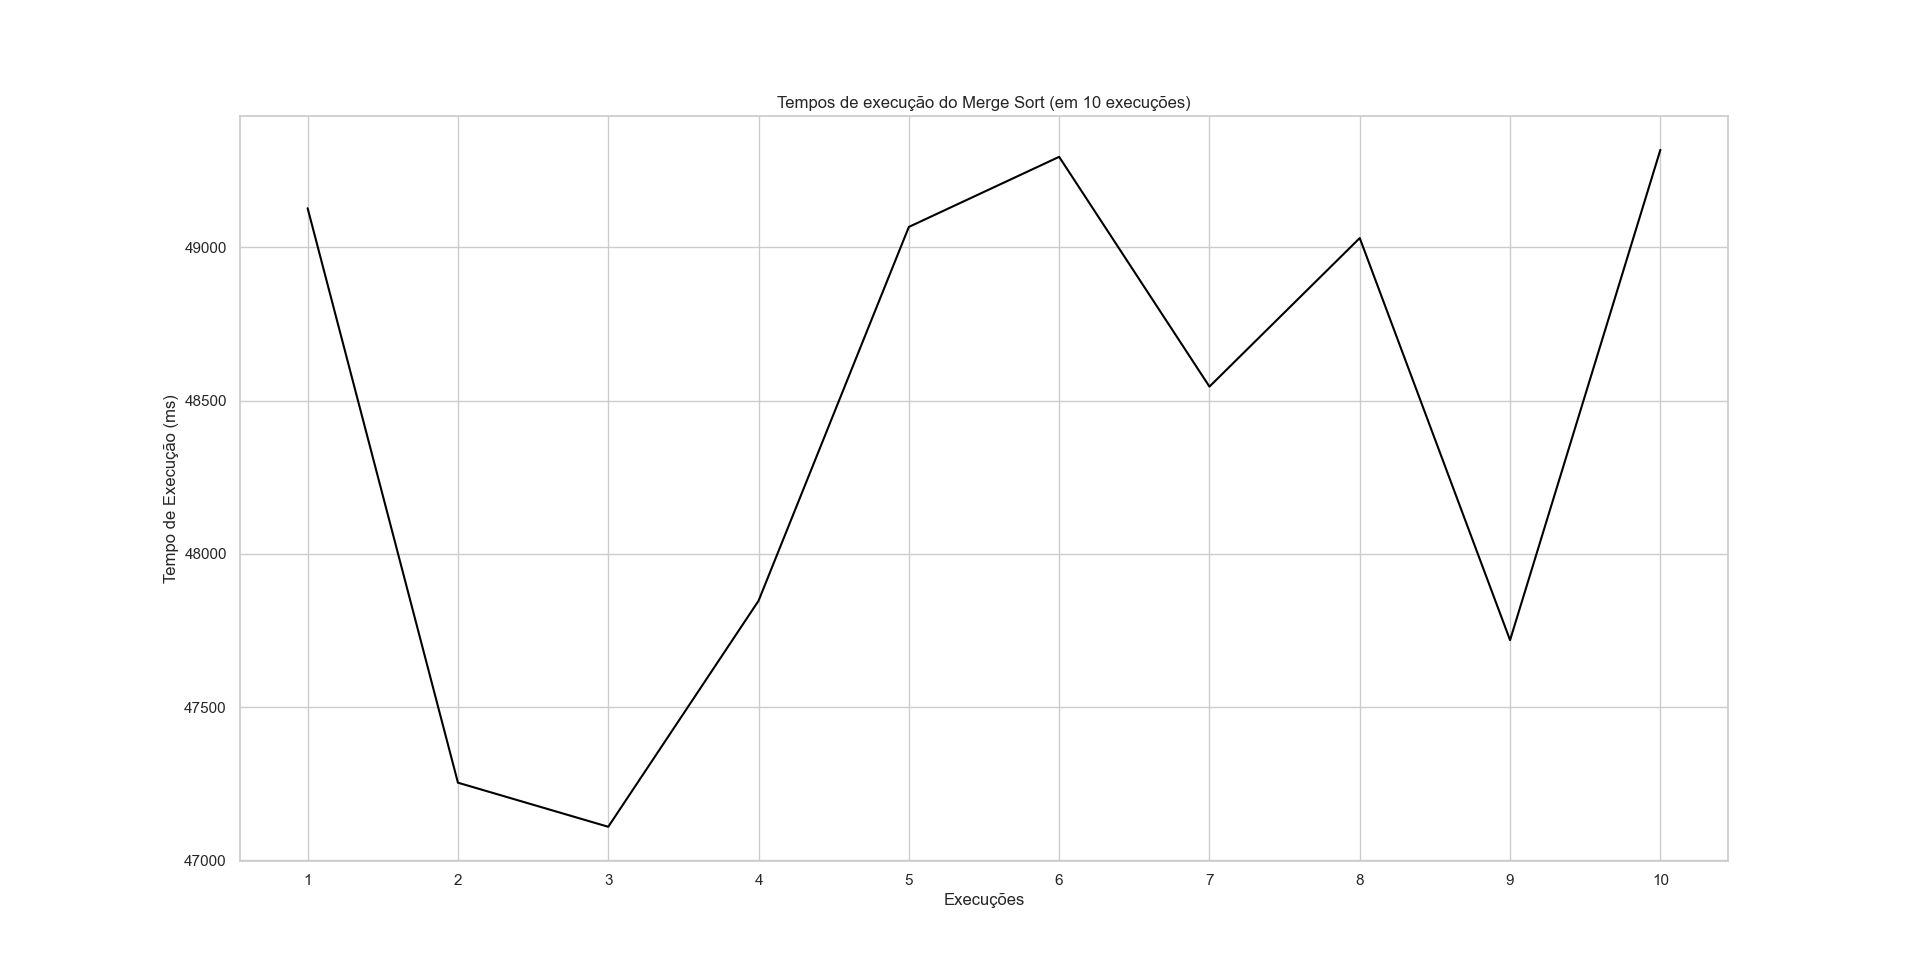 Tempos de execução do Merge Sort (em 10 execuções)
Tempo de Execução (ms)
49000
48500
48000
47500
47000
1 2 3 4 5 6 7 8 9 10
Execuções